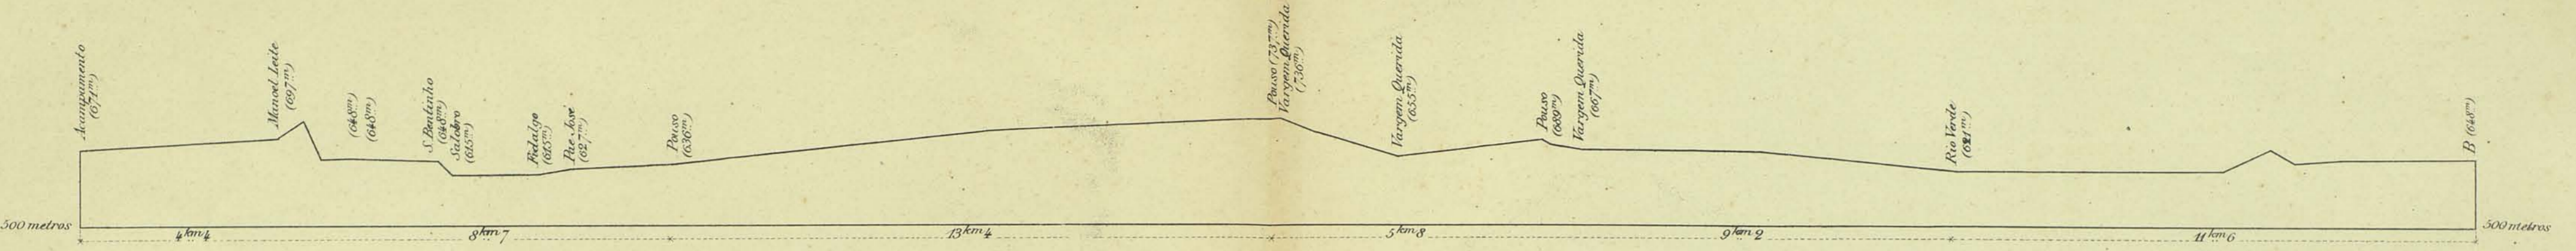 Acampamento
(671m)
Manoel Leite
(697m)
(648m)
(648m)
S. Bentinho
(648m)
Salobro
(615m)
Fidalgo
(615m)
Pae José
(627m)
Pouso
(636m)
Pouso (737m)
Vargem Querida
(736m)
Vargem Querida
(655m)
Pouso
(689m)
Vargem Querida
(667m)
Rio Verde
(621m)
B (648m)
500 metros
500 metros
4km4
8km7
13km4
5km8
9km2
11km6